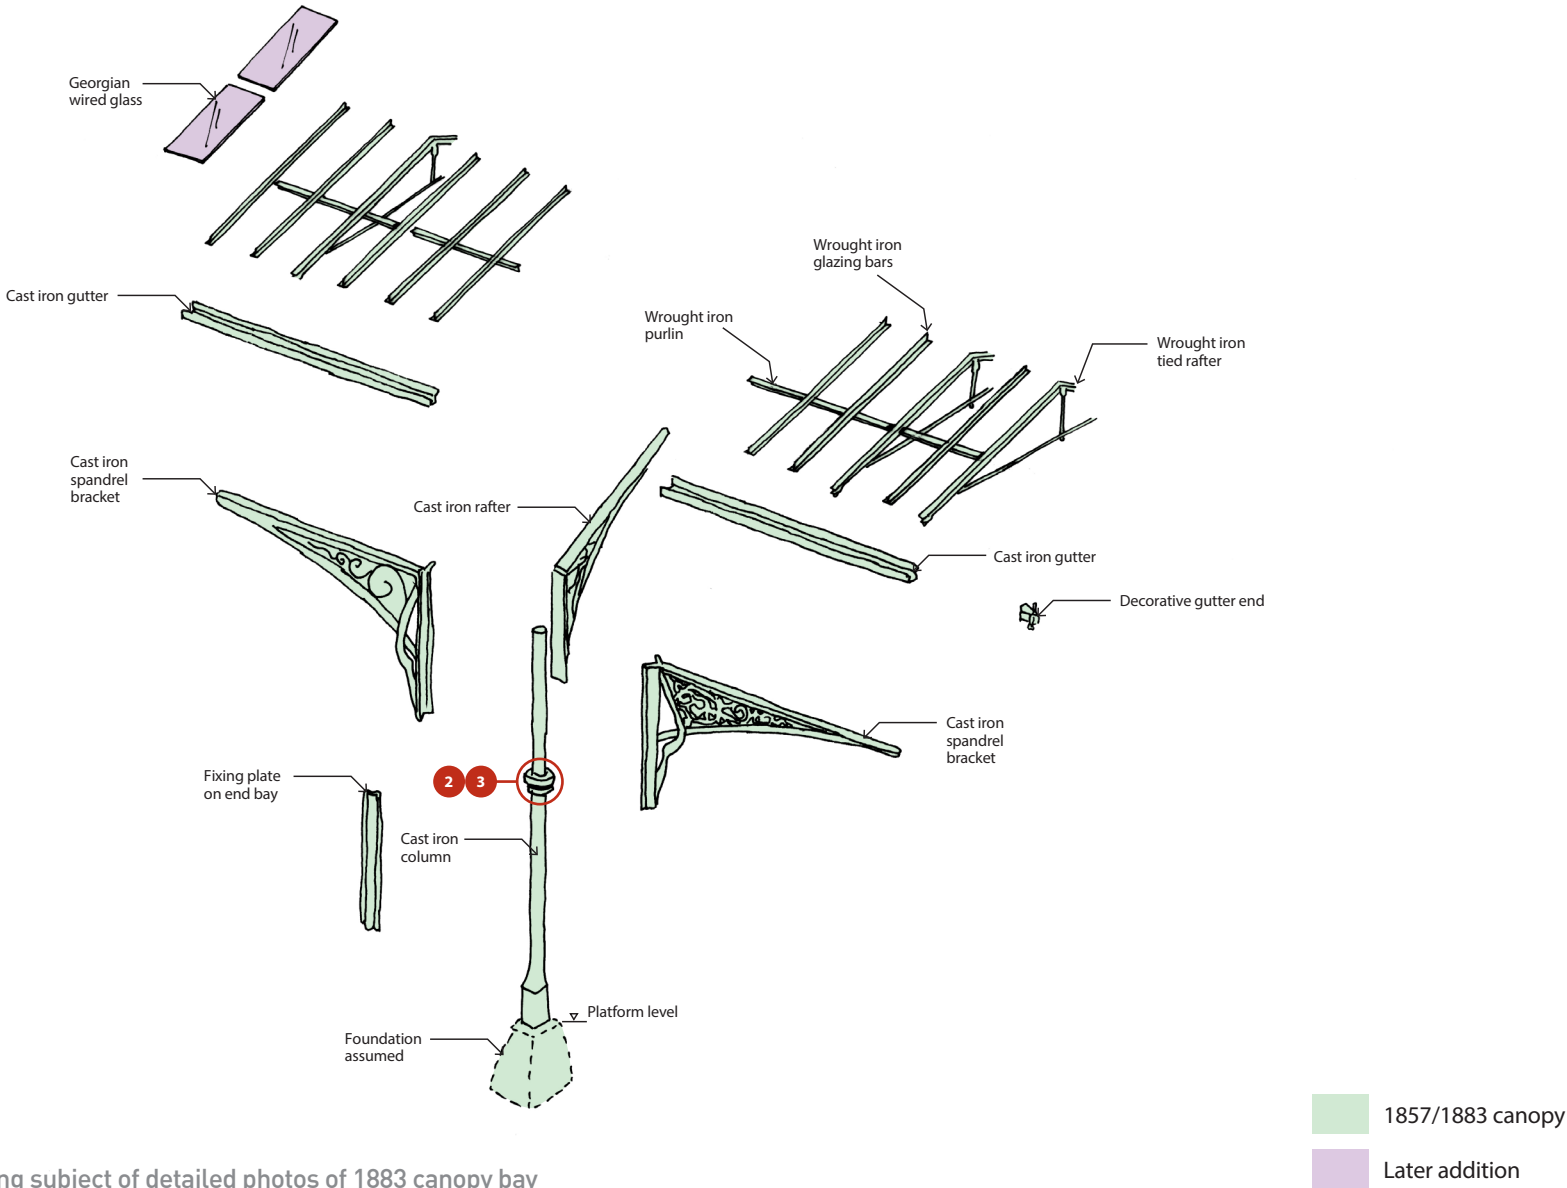 Georgian
wired glass
Cast iron gutter
Wrought iron
glazing bars
Wrought iron
purlin
Wrought iron
tied rafter
Cast iron
spandrel
bracket
Cast iron rafter
Cast iron gutter
Decorative gutter end
Cast iron
spandrel
bracket
Fixing plate
on end bay
2 3
Cast iron
column
Platform level
Foundation
assumed
1857/1883 canopy
Later addition
subject of detailed photos of 1883 canopy bay